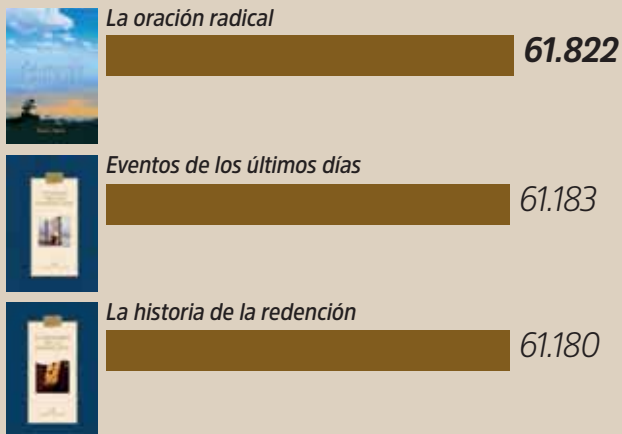 La oración radical
61.822
Eventos de los últimos días
61.183
La historia de la redención
61.180